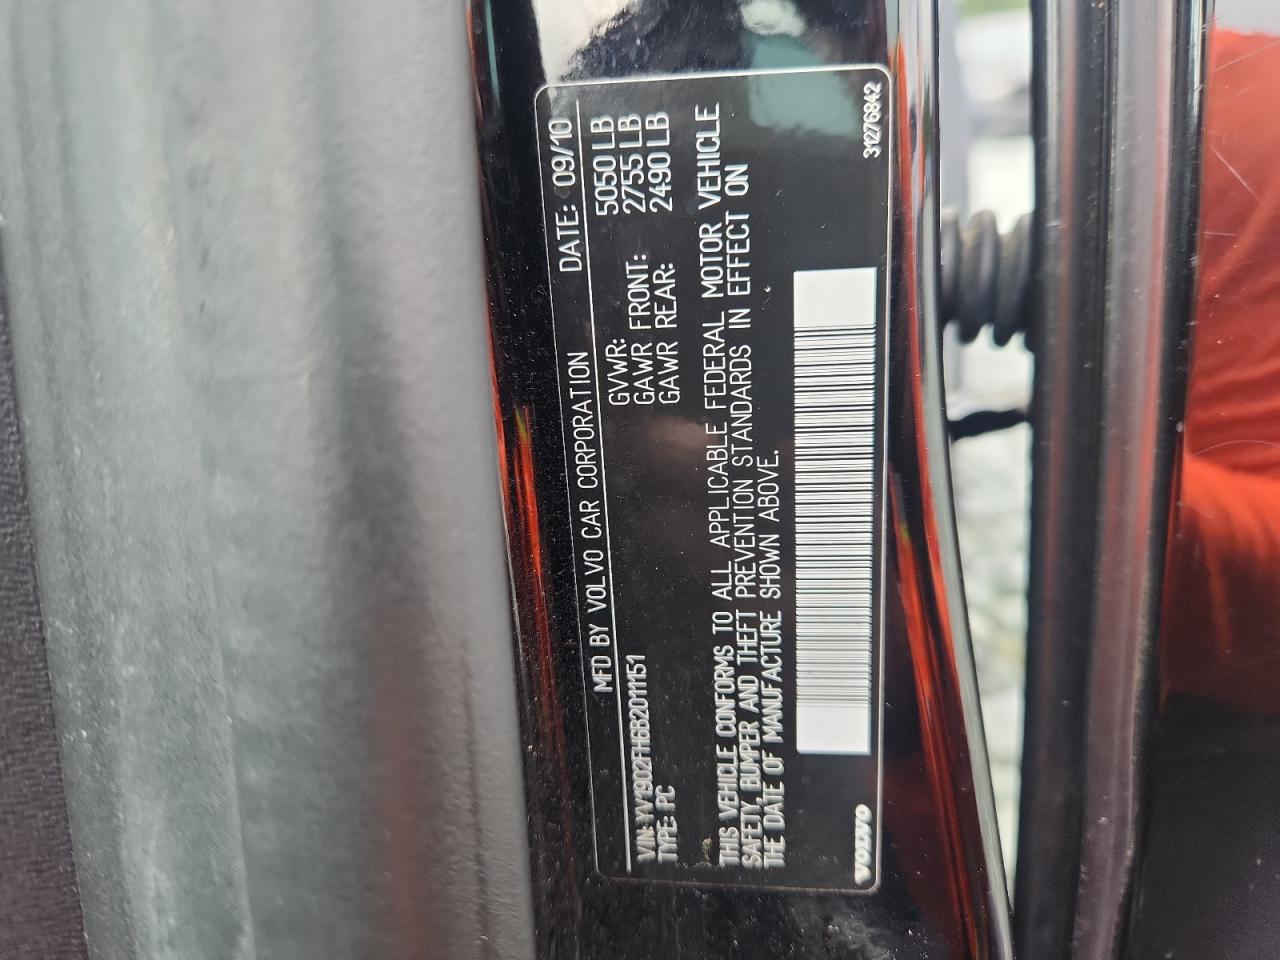 MFD BY VOLVO CAR CORPORATION DATE: 09/10
VIN: YV1902FH6B2011151 GVWR: 5050 LB
TYPE: PC GAWR FRONT: 2755 LB
GAWR REAR: 2490 LB
THIS VEHICLE CONFORMS TO ALL APPLICABLE FEDERAL MOTOR VEHICLE
SAFETY, BUMPER AND THEFT PREVENTION STANDARDS IN EFFECT ON
THE DATE OF MANUFACTURE SHOWN ABOVE.
VOLVO 31276842